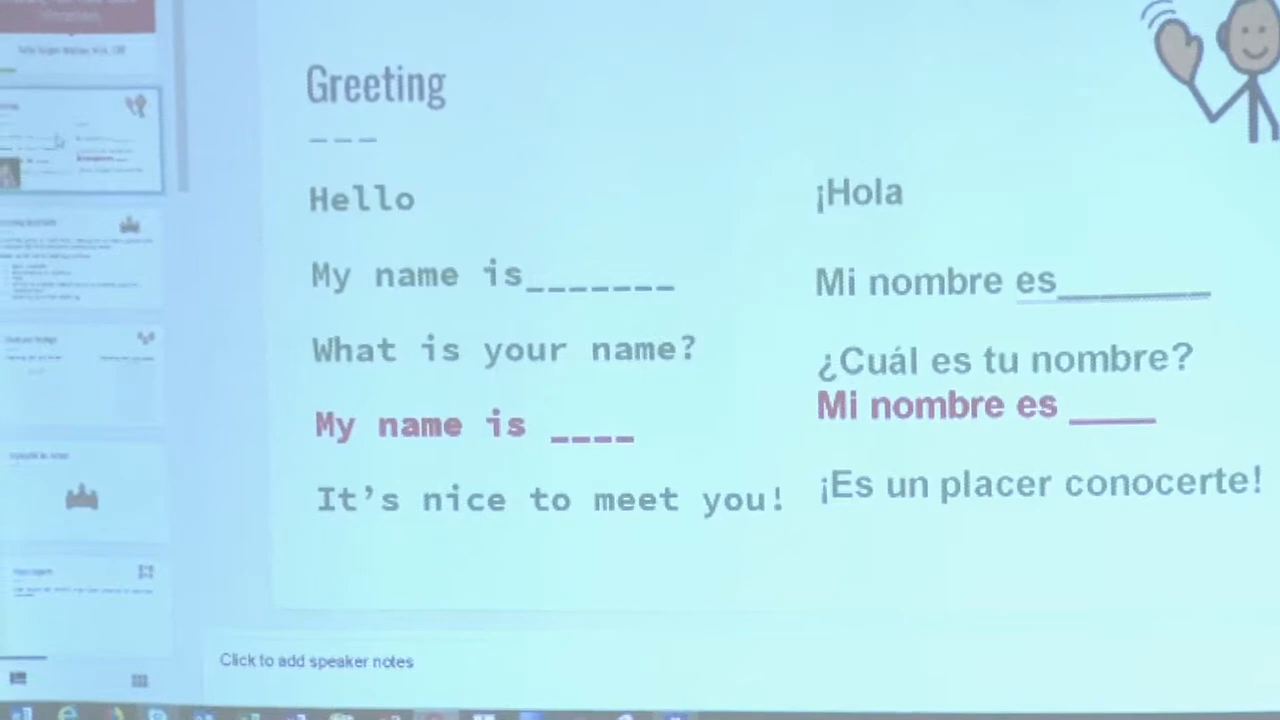 Greeting
Hello
My name is_______
What is your name?
My name is ____
It's nice to meet you!
¡Hola
Mi nombre es_______
¿Cuál es tu nombre?
Mi nombre es ____
¡Es un placer conocerte!
Click to add speaker notes